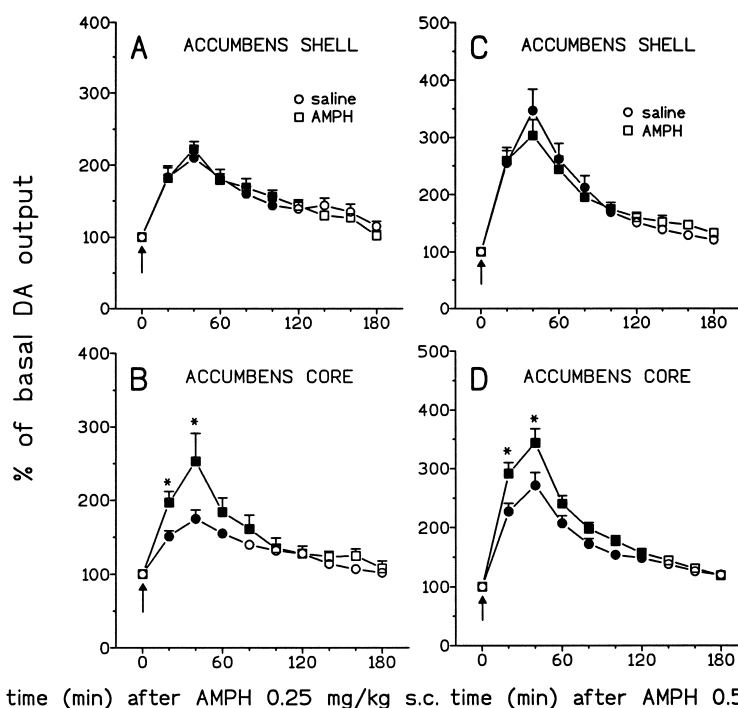 % of basal DA output
A ACCUMBENS SHELL
400
300
200
100
0
saline
AMPH
0 60 120 180
C ACCUMBENS SHELL
500
400
300
200
100
0
saline
AMPH
0 60 120 180
B ACCUMBENS CORE
400
300
200
100
0
*
*
0 60 120 180
D ACCUMBENS CORE
500
400
300
200
100
0
*
*
0 60 120 180
time (min) after AMPH 0.25 mg/kg s.c. time (min) after AMPH 0.5